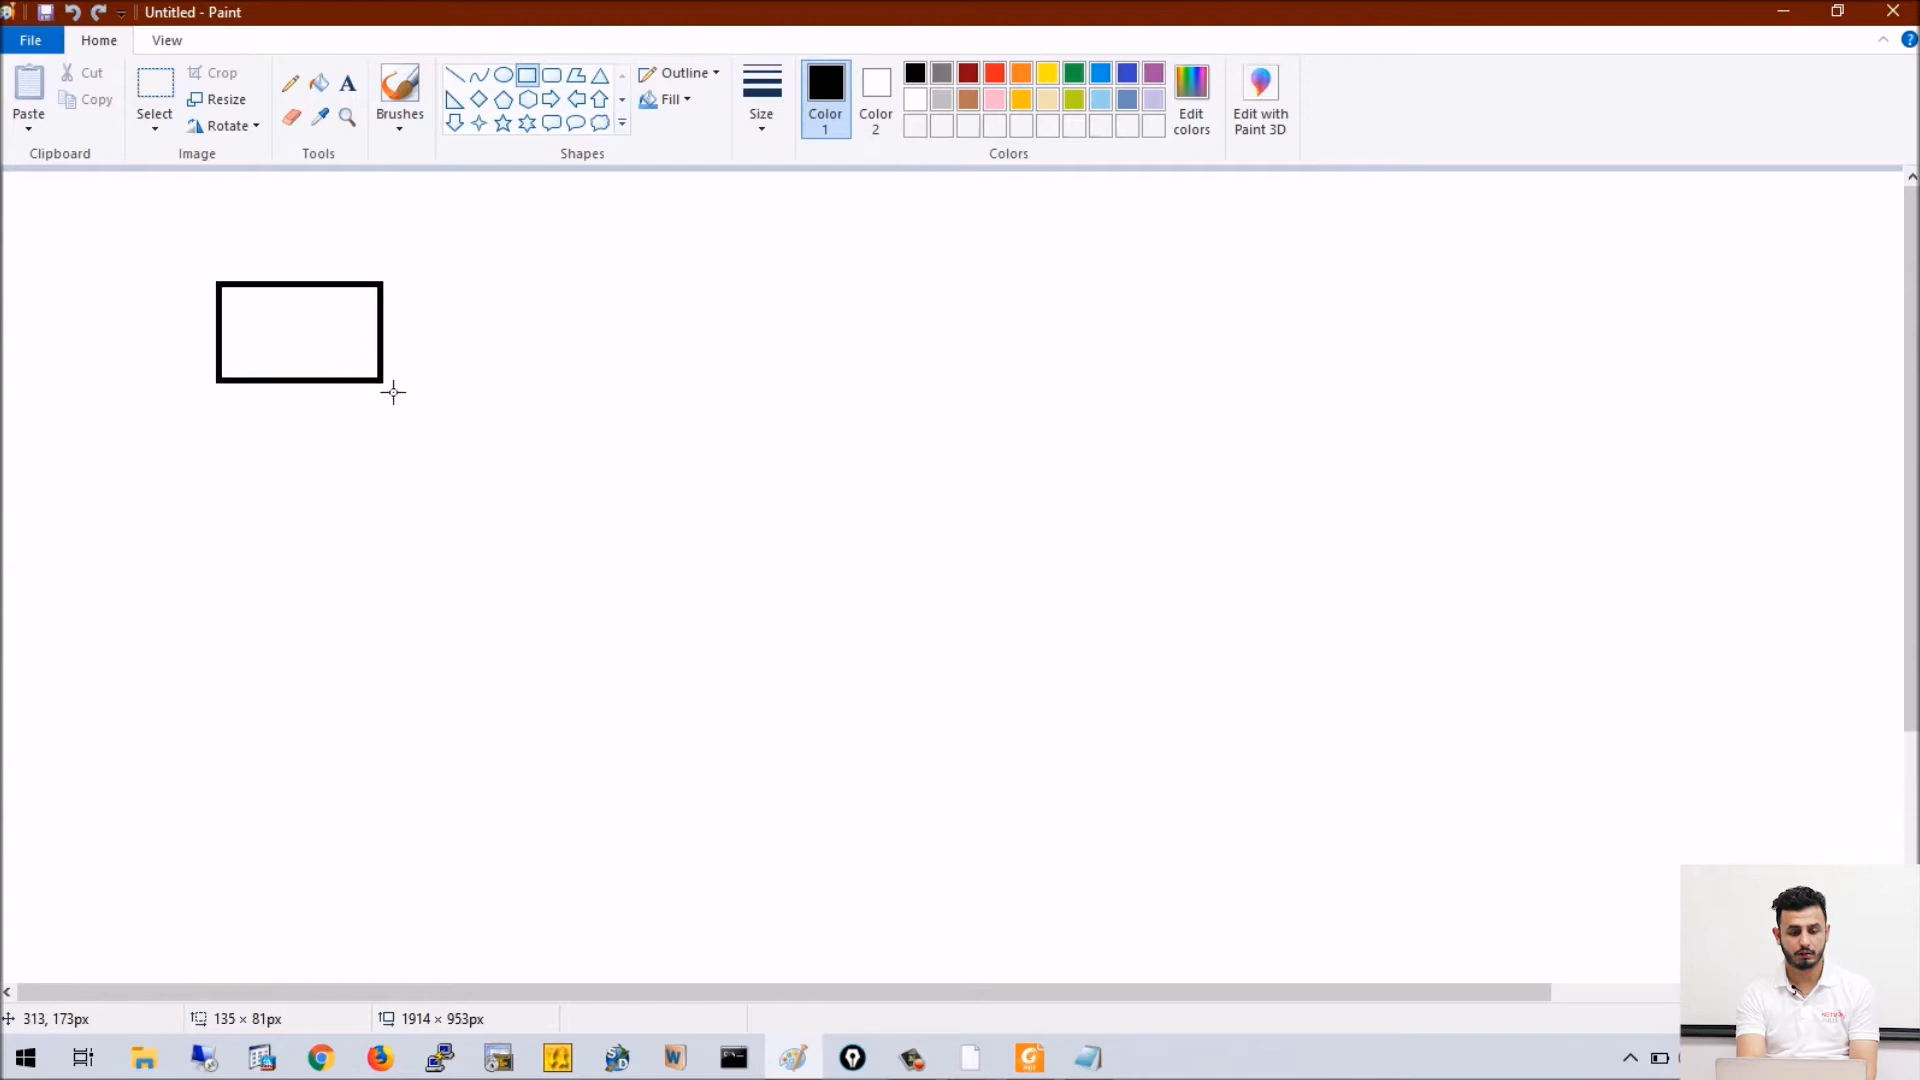 Untitled - Paint
File
Home
View
Paste
Cut
Copy
Clipboard
Select
Crop
Resize
Rotate
Image
A
Tools
Brushes
Shapes
Outline
Fill
Size
Color
1
Color
2
Colors
Edit
colors
Edit with
Paint 3D
313, 173px
135 × 81px
1914 × 953px